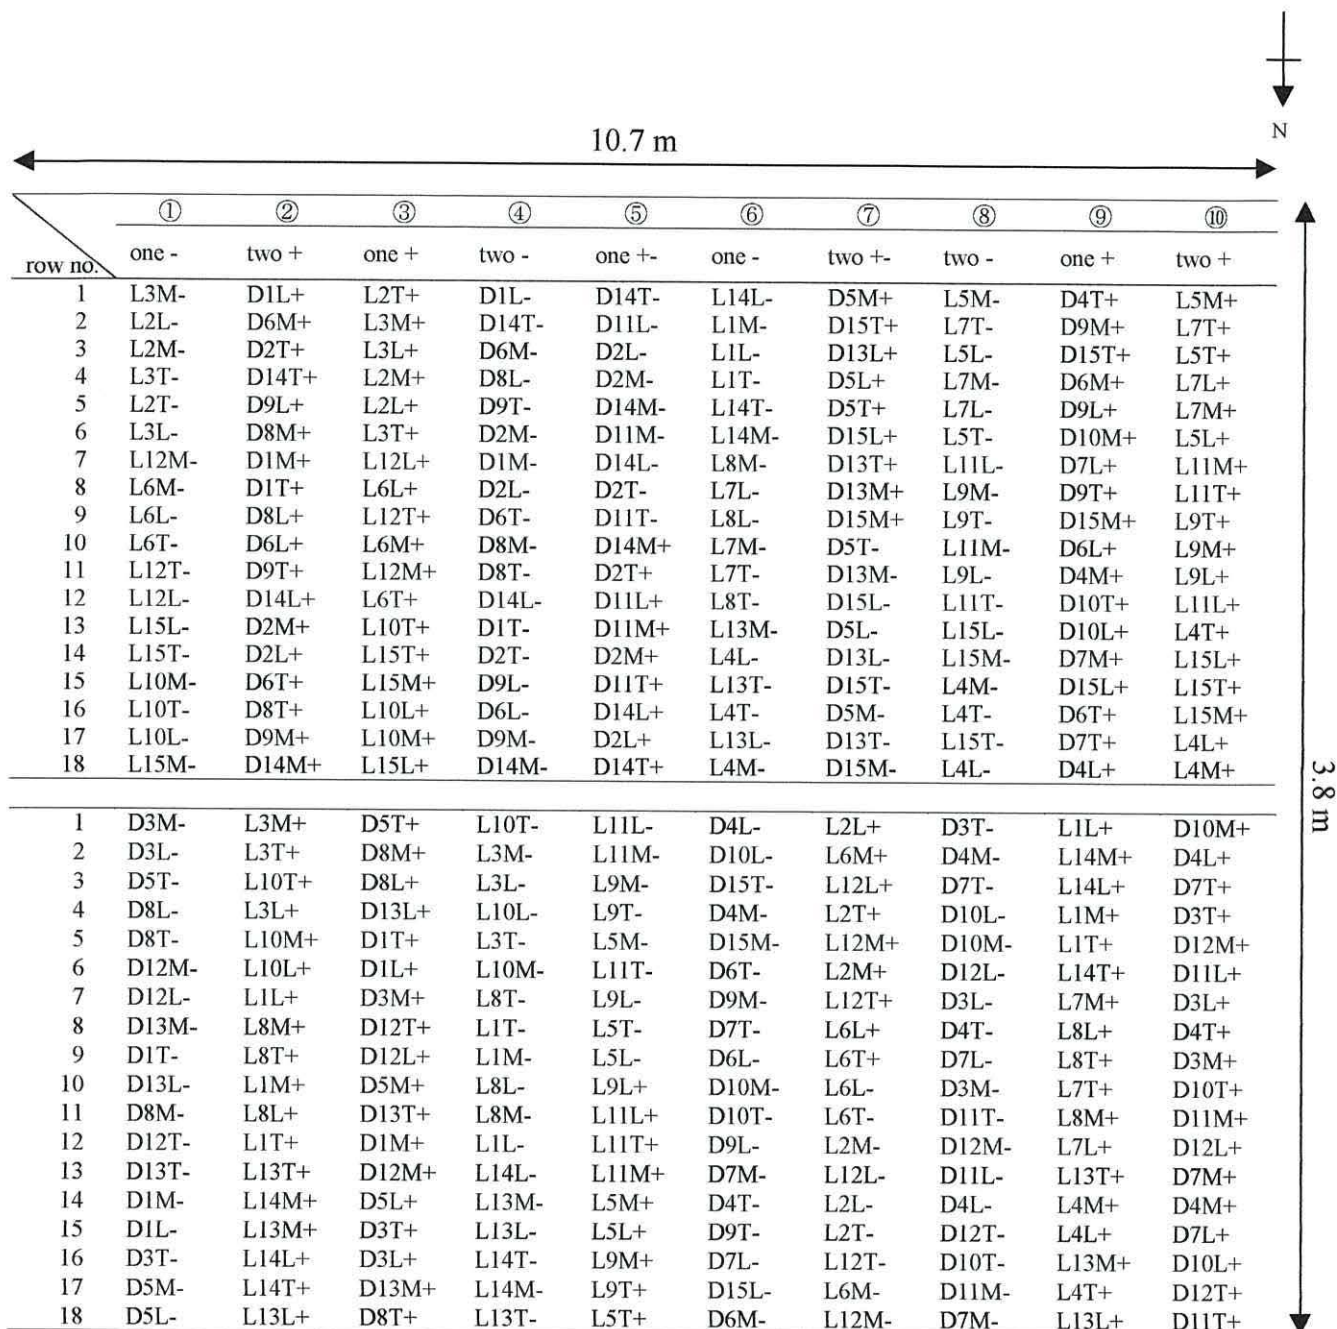 N
10.7 m
① ② ③ ④ ⑤ ⑥ ⑦ ⑧ ⑨ ⑩
row no. one - two + one + two - one +- one - two +- two - one + two +
1 L3M- D1L+ L2T+ D1L- D14T- L14L- D5M+ L5M- D4T+ L5M+
2 L2L- D6M+ L3M+ D14T- D11L- L1M- D15T+ L7T- D9M+ L7T+
3 L2M- D2T+ L3L+ D6M- D2L- L1L- D13L+ L5L- D15T+ L5T+
4 L3T- D14T+ L2M+ D8L- D2M- L1T- D5L+ L7M- D6M+ L7L+
5 L2T- D9L+ L2L+ D9T- D14M- L14T- D5T+ L7L- D9L+ L7M+
6 L3L- D8M+ L3T+ D2M- D11M- L14M- D15L+ L5T- D10M+ L5L+
7 L12M- D1M+ L12L+ D1M- D14L- L8M- D13T+ L11L- D7L+ L11M+
8 L6M- D1T+ L6L+ D2L- D2T- L7L- D13M+ L9M- D9T+ L11T+
9 L6L- D8L+ L12T+ D6T- D11T- L8L- D15M+ L9T- D15M+ L9T+
10 L6T- D6L+ L6M+ D8M- D14M+ L7M- D5T- L11M- D6L+ L9M+
11 L12T- D9T+ L12M+ D8T- D2T+ L7T- D13M- L9L- D4M+ L9L+
12 L12L- D14L+ L6T+ D14L- D11L+ L8T- D15L- L11T- D10T+ L11L+
13 L15L- D2M+ L10T+ D1T- D11M+ L13M- D5L- L15L- D10L+ L4T+
14 L15T- D2L+ L15T+ D2T- D2M+ L4L- D13L- L15M- D7M+ L15L+
15 L10M- D6T+ L15M+ D9L- D11T+ L13T- D15T- L4M- D15L+ L15T+
16 L10T- D8T+ L10L+ D6L- D14L+ L4T- D5M- L4T- D6T+ L15M+
17 L10L- D9M+ L10M+ D9M- D2L+ L13L- D13T- L15T- D7T+ L4L+
18 L15M- D14M+ L15L+ D14M- D14T+ L4M- D15M- L4L- D4L+ L4M+
3.8 m
1 D3M- L3M+ D5T+ L10T- L11L- D4L- L2L+ D3T- L1L+ D10M+
2 D3L- L3T+ D8M+ L3M- L11M- D10L- L6M+ D4M- L14M+ D4L+
3 D5T- L10T+ D8L+ L3L- L9M- D15T- L12L+ D7T- L14L+ D7T+
4 D8L- L3L+ D13L+ L10L- L9T- D4M- L2T+ D10L- L1M+ D3T+
5 D8T- L10M+ D1T+ L3T- L5M- D15M- L12M+ D10M- L1T+ D12M+
6 D12M- L10L+ D1L+ L10M- L11T- D6T- L2M+ D12L- L14T+ D11L+
7 D12L- L1L+ D3M+ L8T- L9L- D9M- L12T+ D3L- L7M+ D3L+
8 D13M- L8M+ D12T+ L1T- L5T- D7T- L6L+ D4T- L8L+ D4T+
9 D1T- L8T+ D12L+ L1M- L5L- D6L- L6T+ D7L- L8T+ D3M+
10 D13L- L1M+ D5M+ L8L- L9L+ D10M- L6L- D3M- L7T+ D10T+
11 D8M- L8L+ D13T+ L8M- L11L+ D10T- L6T- D11T- L8M+ D11M+
12 D12T- L1T+ D1M+ L1L- L11T+ D9L- L2M- D12M- L7L+ D12L+
13 D13T- L13T+ D12M+ L14L- L11M+ D7M- L12L- D11L- L13T+ D7M+
14 D1M- L14M+ D5L+ L13M- L5M+ D4T- L2L- D4L- L4M+ D4M+
15 D1L- L13M+ D3T+ L13L- L5L+ D9T- L2T- D12T- L4L+ D7L+
16 D3T- L14L+ D3L+ L14T- L9M+ D7L- L12T- D10T- L13M+ D10L+
17 D5M- L14T+ D13M+ L14M- L9T+ D15L- L6M- D11M- L4T+ D12T+
18 D5L- L13L+ D8T+ L13T- L5T+ D6M- L12M- D7M- L13L+ D11T+